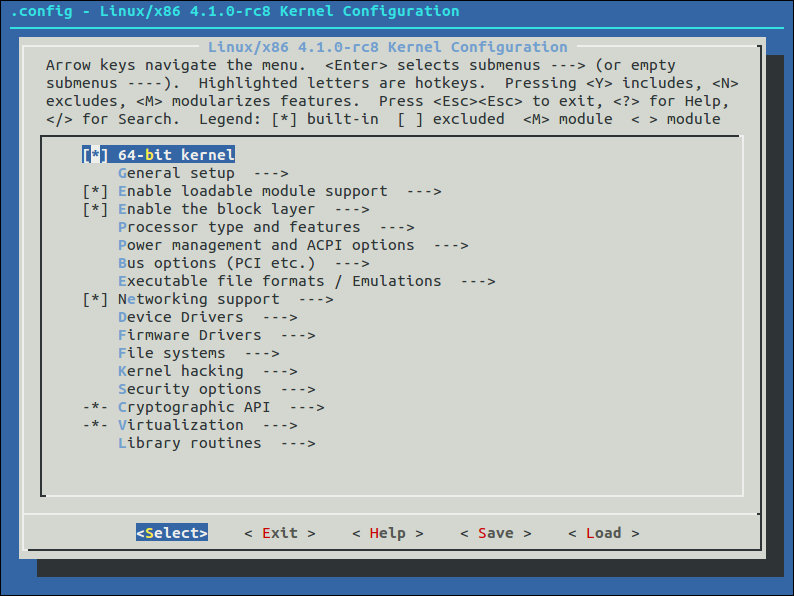 .config - Linux/x86 4.1.0-rc8 Kernel Configuration
Linux/x86 4.1.0-rc8 Kernel Configuration
Arrow keys navigate the menu.  <Enter> selects submenus ---> (or empty
submenus ----).  Highlighted letters are hotkeys.  Pressing <Y> includes, <N>
excludes, <M> modularizes features.  Press <Esc><Esc> to exit, <?> for Help,
</> for Search.  Legend: [*] built-in  [ ] excluded  <M> module  < > module
[*] 64-bit kernel
General setup  --->
[*] Enable loadable module support  --->
[*] Enable the block layer  --->
Processor type and features  --->
Power management and ACPI options  --->
Bus options (PCI etc.)  --->
Executable file formats / Emulations  --->
[*] Networking support  --->
Device Drivers  --->
Firmware Drivers  --->
File systems  --->
Kernel hacking  --->
Security options  --->
-*- Cryptographic API  --->
-*- Virtualization  --->
Library routines  --->
<Select>    < Exit >    < Help >    < Save >    < Load >